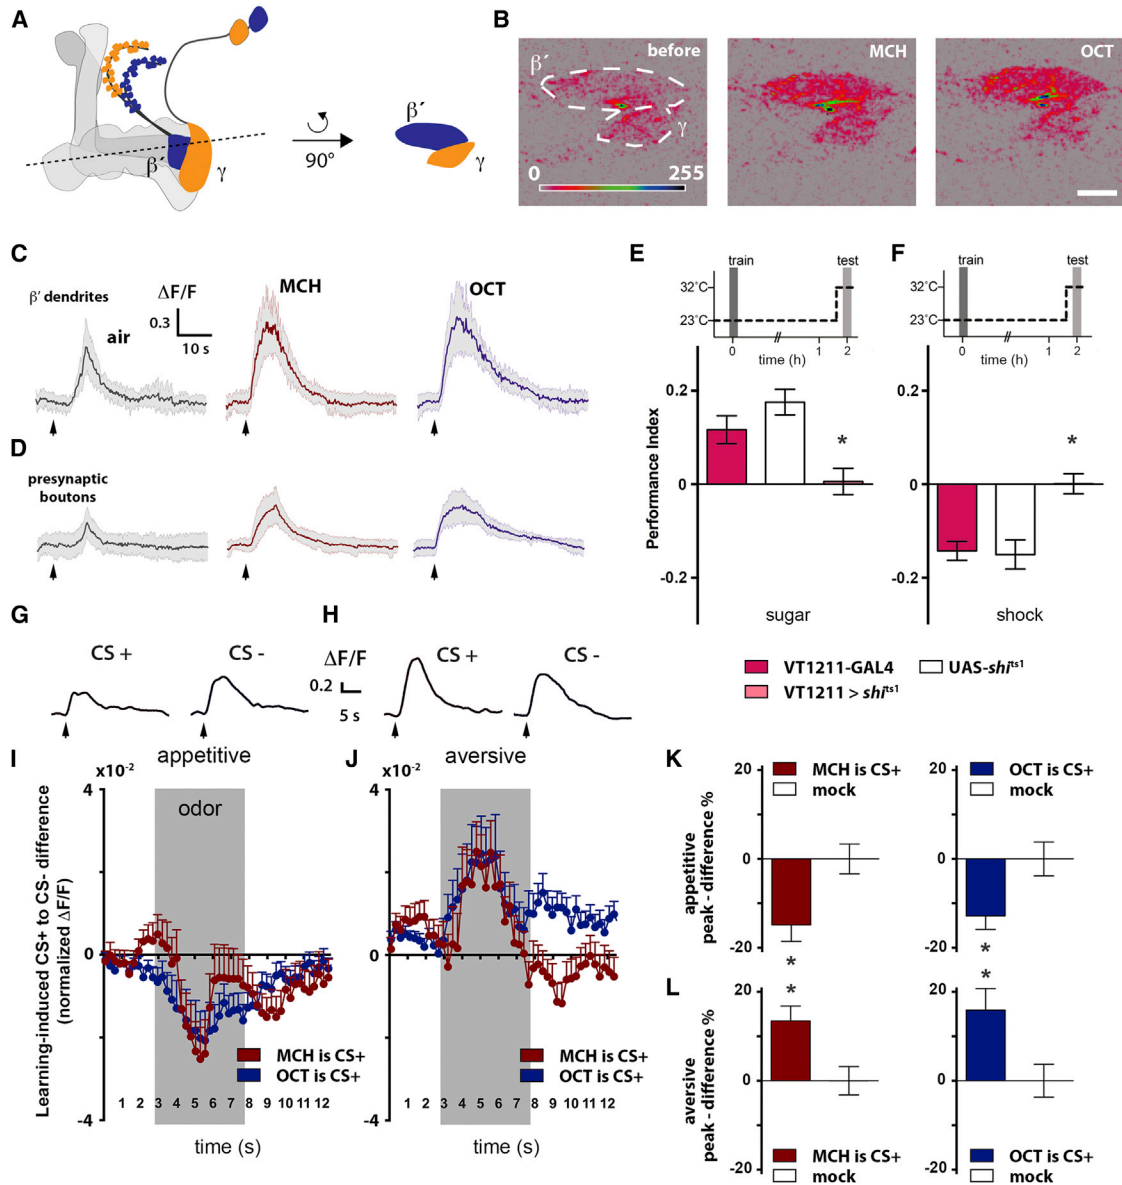 A
β′
γ
90°
β′
γ
B
before
β′
γ
0
255
MCH
OCT
C
β′ dendrites
air
ΔF/F
0.3
10 s
MCH
OCT
D
presynaptic
boutons
E
train
test
32°C
23°C
0
1
2
time (h)
Performance Index
0.2
0
-0.2
*
sugar
F
train
test
32°C
23°C
0
1
2
time (h)
0.2
0
-0.2
*
shock
VT1211-GAL4
UAS-shi^ts1
VT1211 > shi^ts1
G
CS +
CS -
H
ΔF/F
0.2
5 s
CS +
CS -
I
appetitive
x10⁻²
4
odor
0
-4
Learning-induced CS+ to CS- difference
(normalized ΔF/F)
MCH is CS+
OCT is CS+
1 2 3 4 5 6 7 8 9 10 11 12
time (s)
J
aversive
x10⁻²
4
0
-4
MCH is CS+
OCT is CS+
1 2 3 4 5 6 7 8 9 10 11 12
time (s)
K
appetitive
peak - difference %
20
0
-20
MCH is CS+
mock
*
20
0
-20
OCT is CS+
mock
*
L
aversive
peak - difference %
20
0
-20
*
MCH is CS+
mock
20
0
-20
*
OCT is CS+
mock